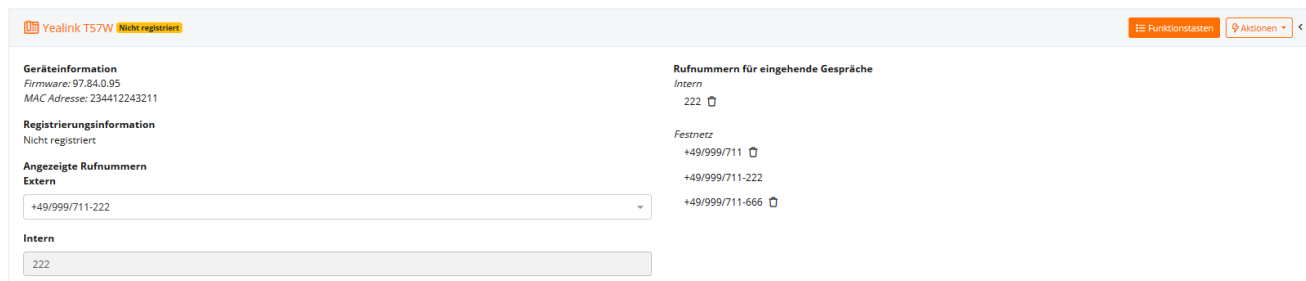 Yealink T57W Nicht registriert
Funktionstasten Aktionen
Geräteinformation
Firmware: 97.84.0.95
MAC Adresse: 234412243211
Registrierungsinformation
Nicht registriert
Angezeigte Rufnummern
Extern
+49/999/711-222
Intern
222
Rufnummern für eingehende Gespräche
Intern
222
Festnetz
+49/999/711
+49/999/711-222
+49/999/711-666